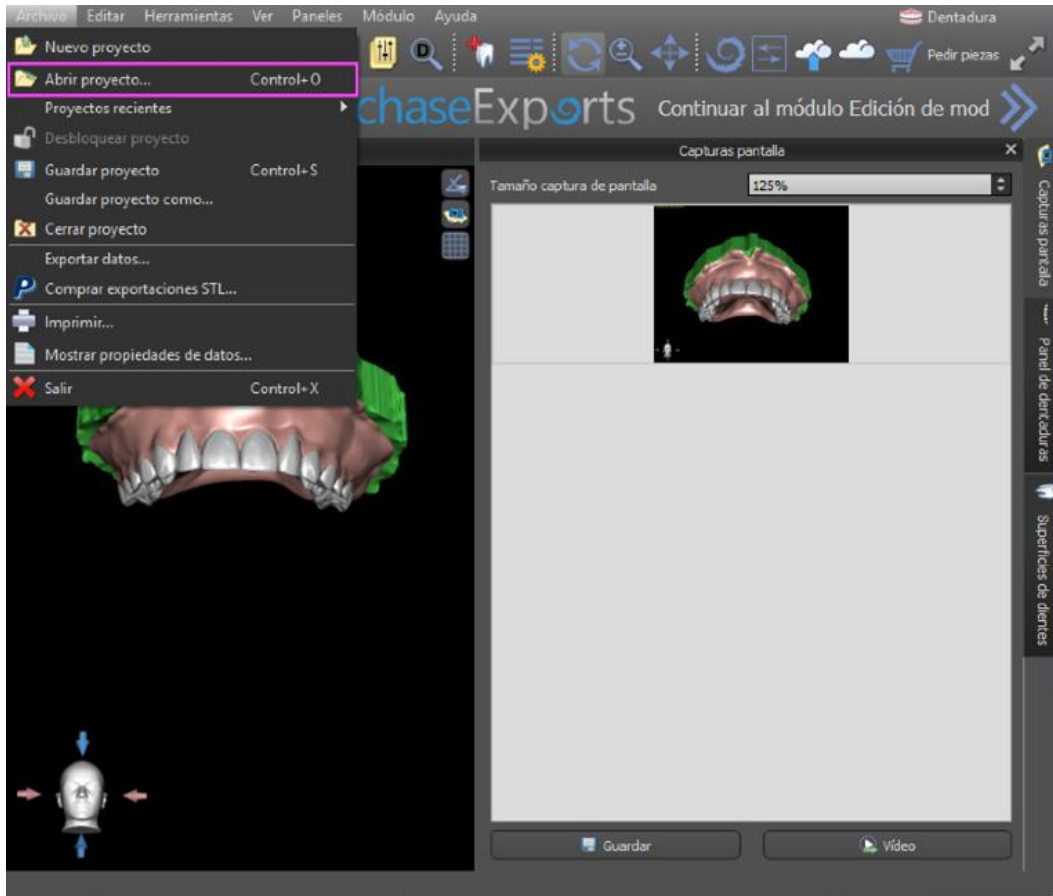 Archivo Editar Herramientas Ver Paneles Módulo Ayuda
Dentadura
Nuevo proyecto
Abrir proyecto... Control+O
Proyectos recientes
Desbloquear proyecto
Guardar proyecto Control+S
Guardar proyecto como...
Cerrar proyecto
Exportar datos...
Comprar exportaciones STL...
Imprimir...
Mostrar propiedades de datos...
Salir Control+X
D
Pedir piezas
chaseExports Continuar al módulo Edición de mod
Capturas pantalla
Tamaño captura de pantalla 125%
Guardar Vídeo
Capturas pantalla
Panel de dentaduras
Superficies de dientes